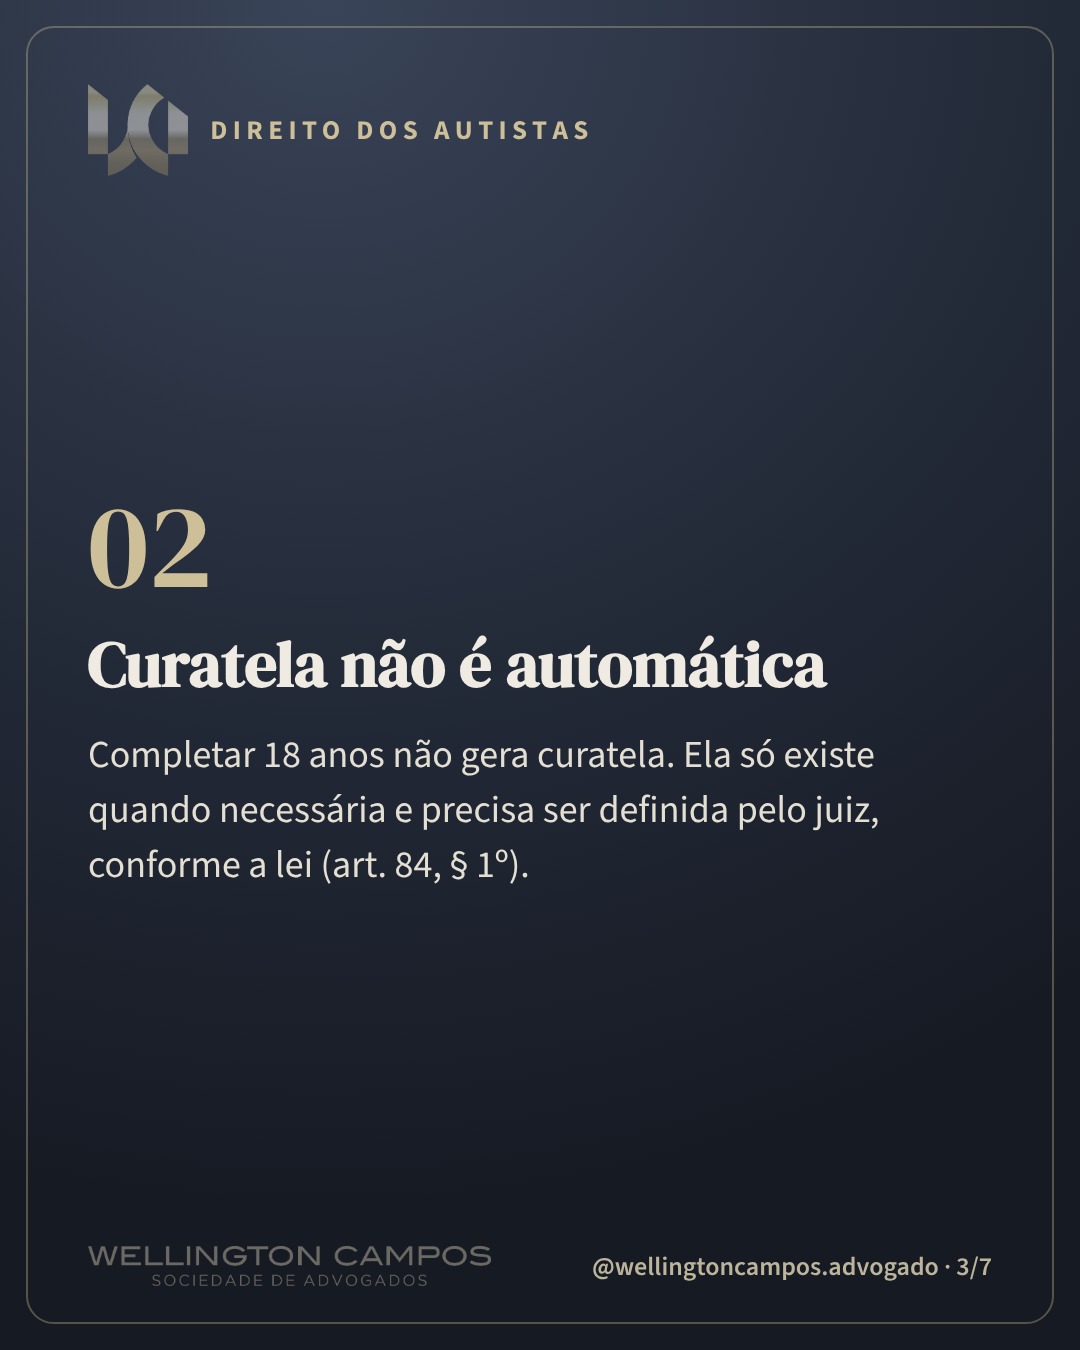 DIREITO DOS AUTISTAS
02
Curatela não é automática
Completar 18 anos não gera curatela. Ela só existe
quando necessária e precisa ser definida pelo juiz,
conforme a lei (art. 84, § 1º).
WELLINGTON CAMPOS
SOCIEDADE DE ADVOGADOS
@wellingtoncampos.advogado · 3/7